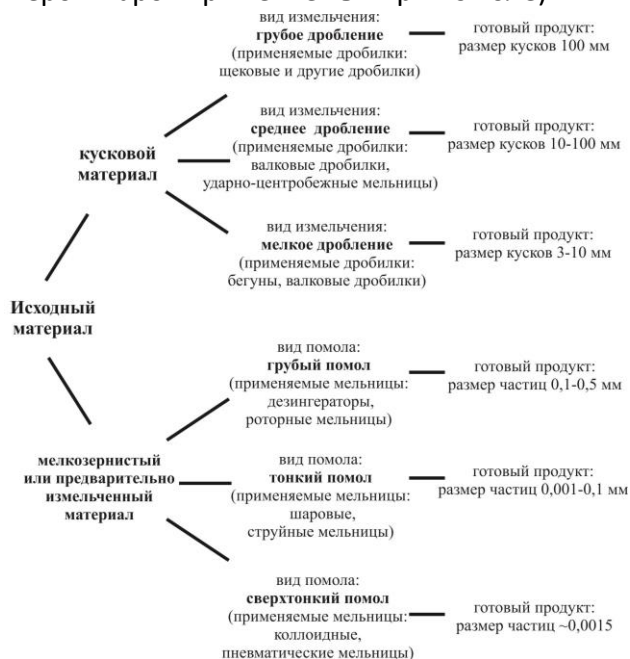 вид измельчения:
грубое дробление
(применяемые дробилки:
щековые и другие дробилки)
готовый продукт:
размер кусков 100 мм
вид измельчения:
среднее дробление
(применяемые дробилки:
валковые дробилки,
ударно-центробежные мельницы)
готовый продукт:
размер кусков 10-100 мм
кусковой
материал
вид измельчения:
мелкое дробление
(применяемые дробилки:
бегуны, валковые дробилки)
готовый продукт:
размер кусков 3-10 мм
Исходный
материал
вид помола:
грубый помол
(применяемые мельницы:
дезингераторы,
роторные мельницы)
готовый продукт:
размер частиц 0,1-0,5 мм
мелкозернистый
или предварительно
измельченный
материал
вид помола:
тонкий помол
(применяемые мельницы:
шаровые,
струйные мельницы)
готовый продукт:
размер частиц 0,001-0,1 мм
вид помола:
сверхтонкий помол
(применяемые мельницы:
коллоидные,
пневматические мельницы)
готовый продукт:
размер частиц ~0,0015